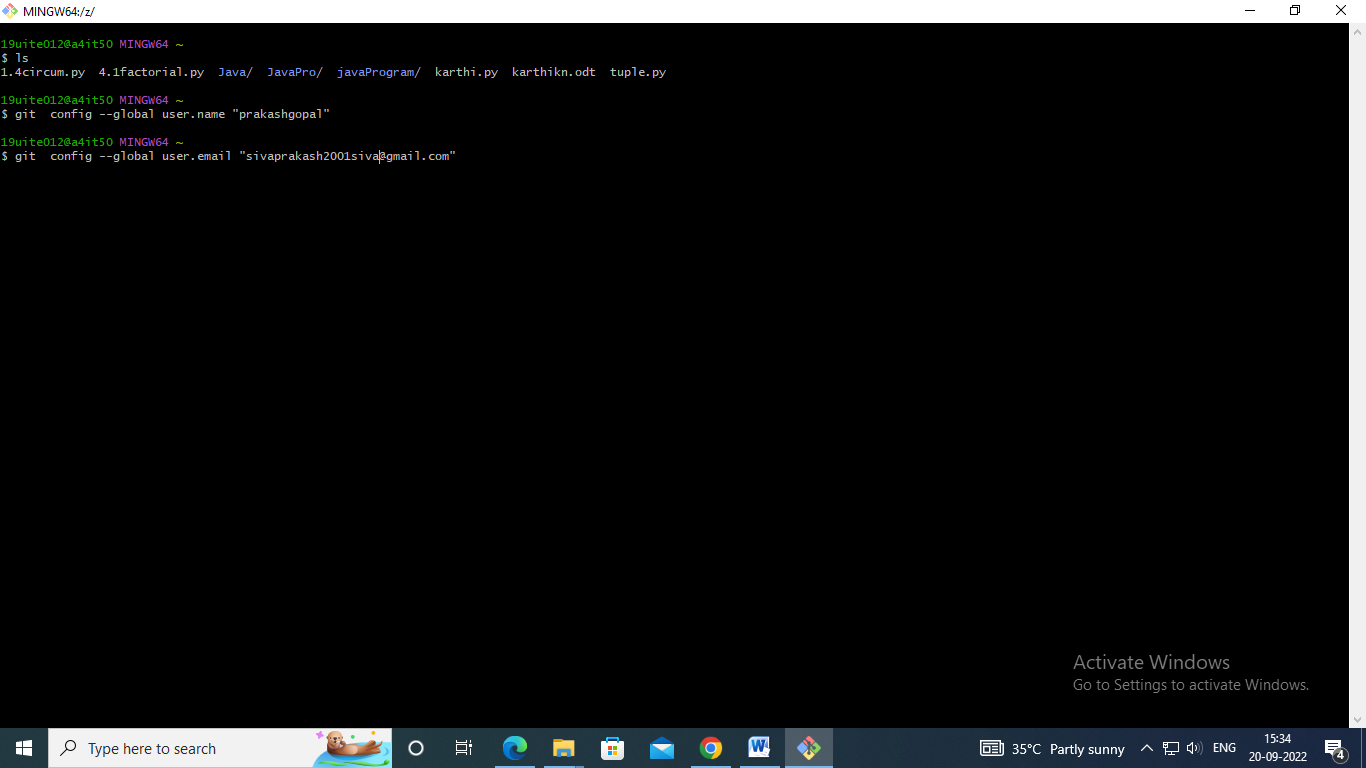 MINGW64:/z/
19uite012@a4it50 MINGW64 ~
$ ls
1.4circum.py  4.1factorial.py  Java/  JavaPro/  javaProgram/  karthi.py  karthikn.odt  tuple.py
19uite012@a4it50 MINGW64 ~
$ git  config --global user.name "prakashgopal"
19uite012@a4it50 MINGW64 ~
$ git  config --global user.email "sivaprakash2001siva@gmail.com"
Activate Windows
Go to Settings to activate Windows.
Type here to search
35°C Partly sunny
ENG
15:34
20-09-2022
4